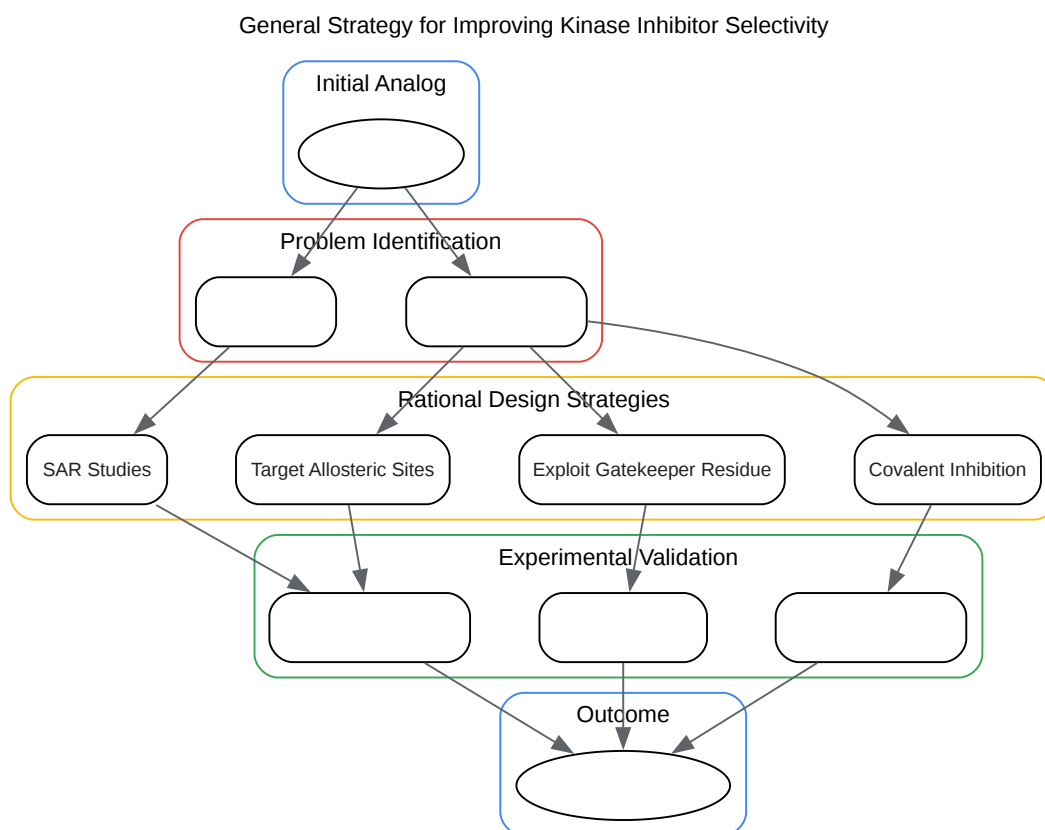 General Strategy for Improving Kinase Inhibitor Selectivity
Initial Analog
Problem Identification
Rational Design Strategies
SAR Studies
Target Allosteric Sites
Exploit Gatekeeper Residue
Covalent Inhibition
Experimental Validation
Outcome